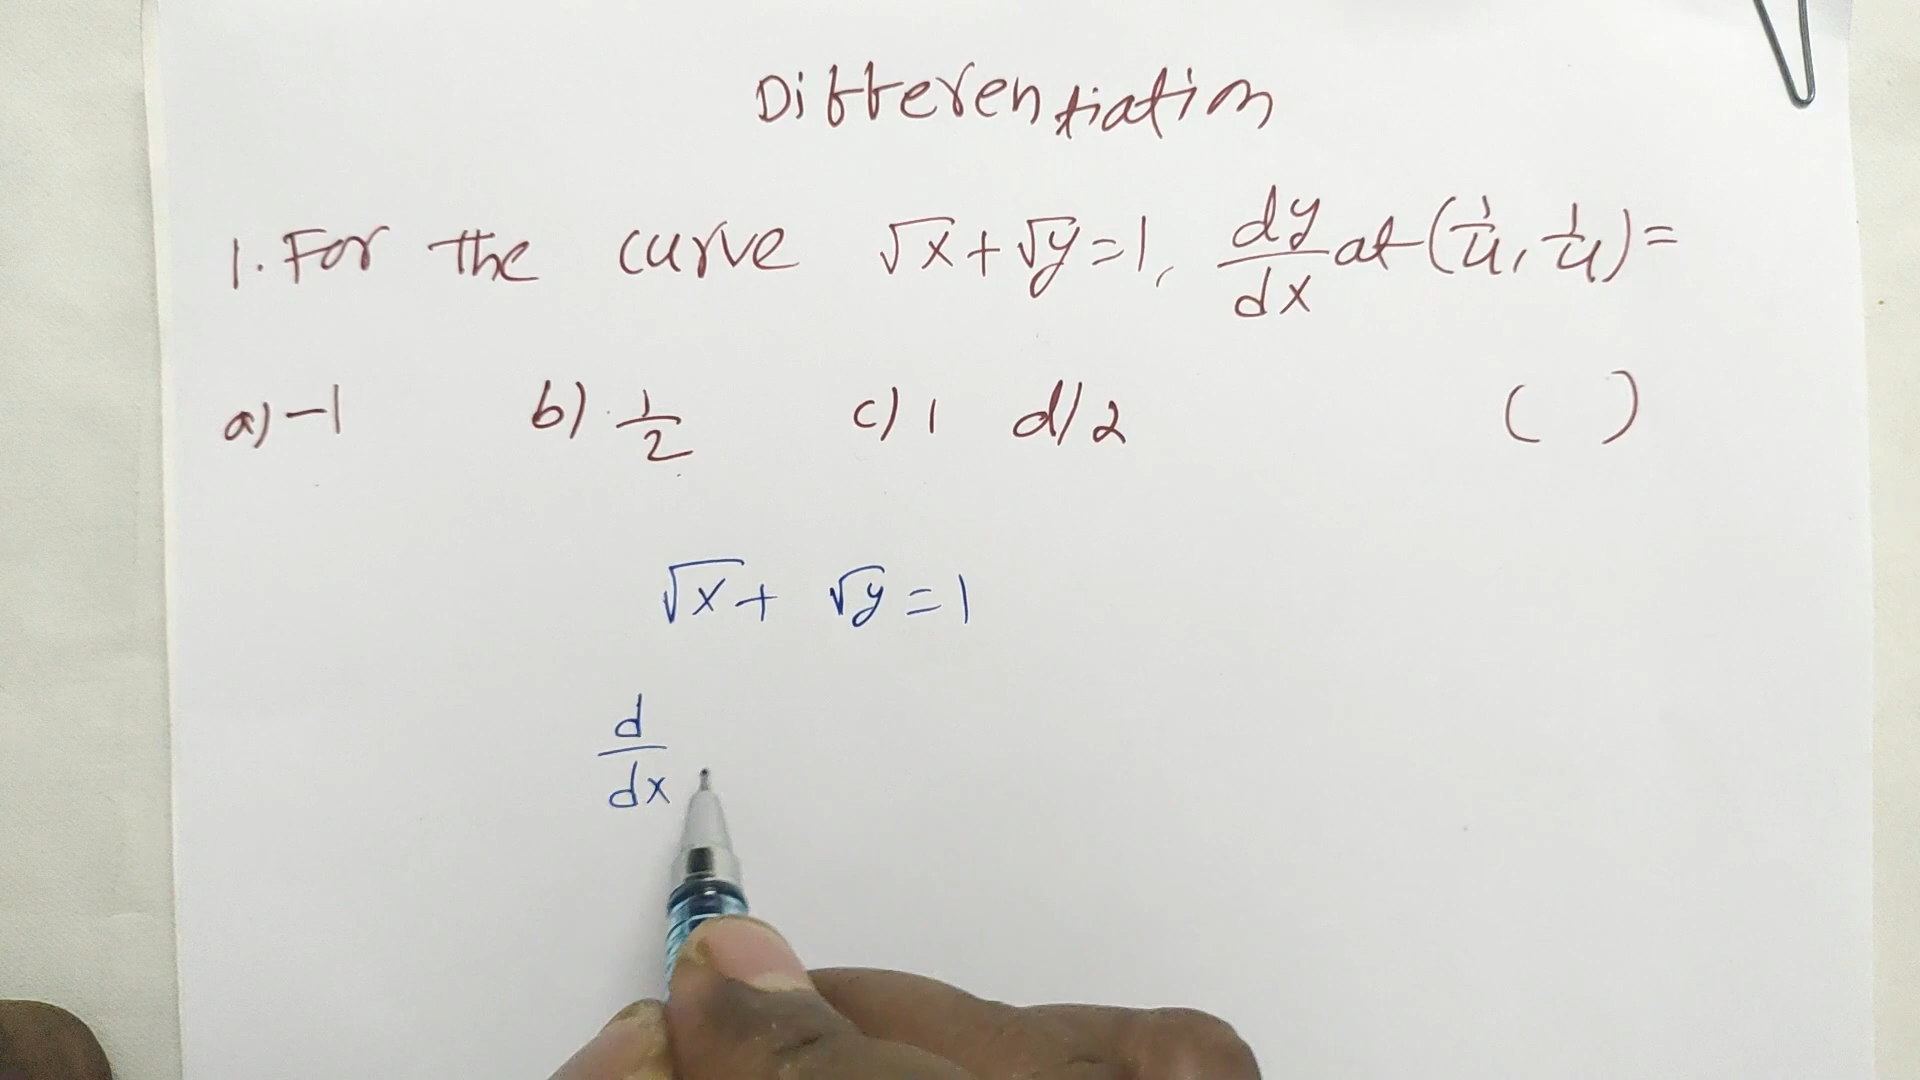 Differentiation
1. For the curve √x + √y = 1, dy/dx at (1/4, 1/4) =
a) -1 b) 1/2 c) 1 d) 2 ( )
√x + √y = 1
d/dx